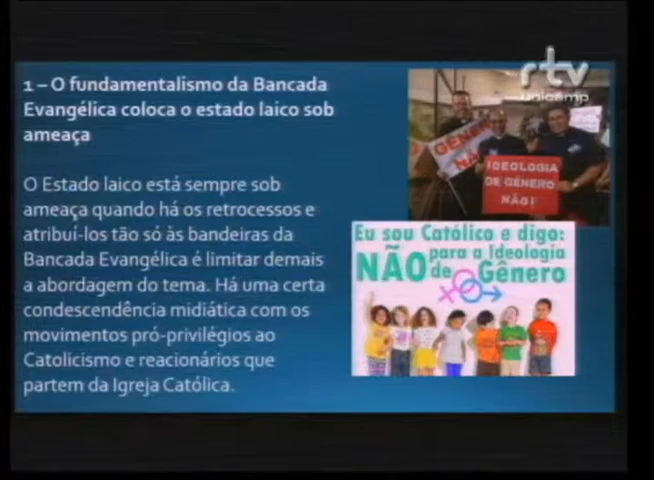 1 – O fundamentalismo da Bancada
Evangélica coloca o estado laico sob
ameaça
O Estado laico está sempre sob
ameaça quando há os retrocessos e
atribuí-los tão só às bandeiras da
Bancada Evangélica é limitar demais
a abordagem do tema. Há uma certa
condescendência midiática com os
movimentos pró-privilégios ao
Catolicismo e reacionários que
partem da Igreja Católica.
rtv
unicamp
GÊNERO
NÃO
IDEOLOGIA
DE GÊNERO
NÃO!
Eu sou Católico e digo:
NÃO para a Ideologia
de Gênero